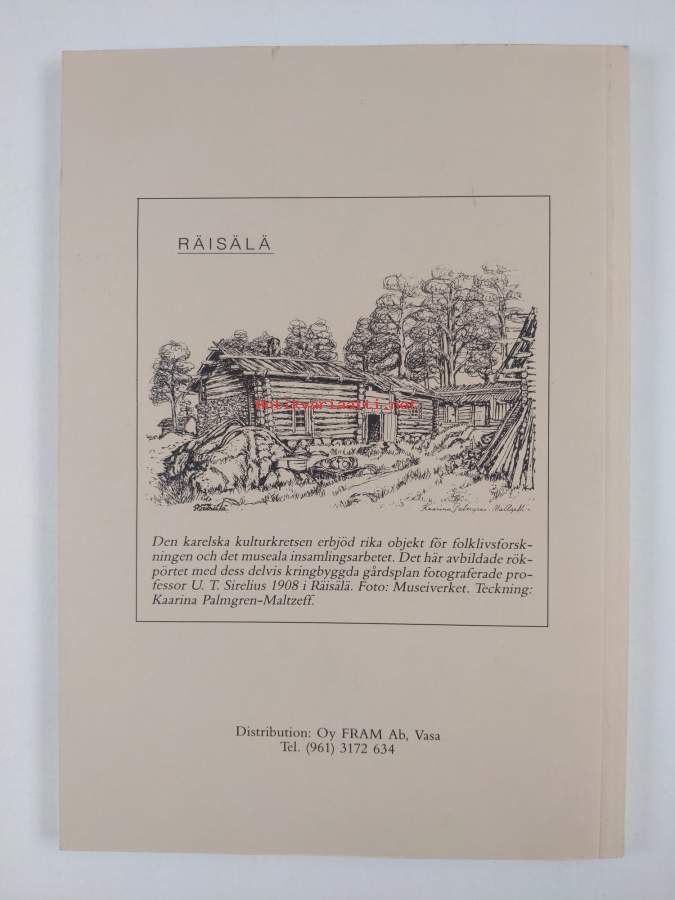 RÄISÄLÄ
antikvariaatti.net
Kaarina Palmgren-Maltzeff.
Den karelska kulturkretsen erbjöd rika objekt för folklivsforsk-
ningen och det museala insamlingsarbetet. Det här avbildade rök-
pörtet med dess delvis kringbyggda gårdsplan fotograferade pro-
fessor U. T. Sirelius 1908 i Räisälä. Foto: Museiverket. Teckning:
Kaarina Palmgren-Maltzeff.
Distribution: Oy FRAM Ab, Vasa
Tel. (961) 3172 634